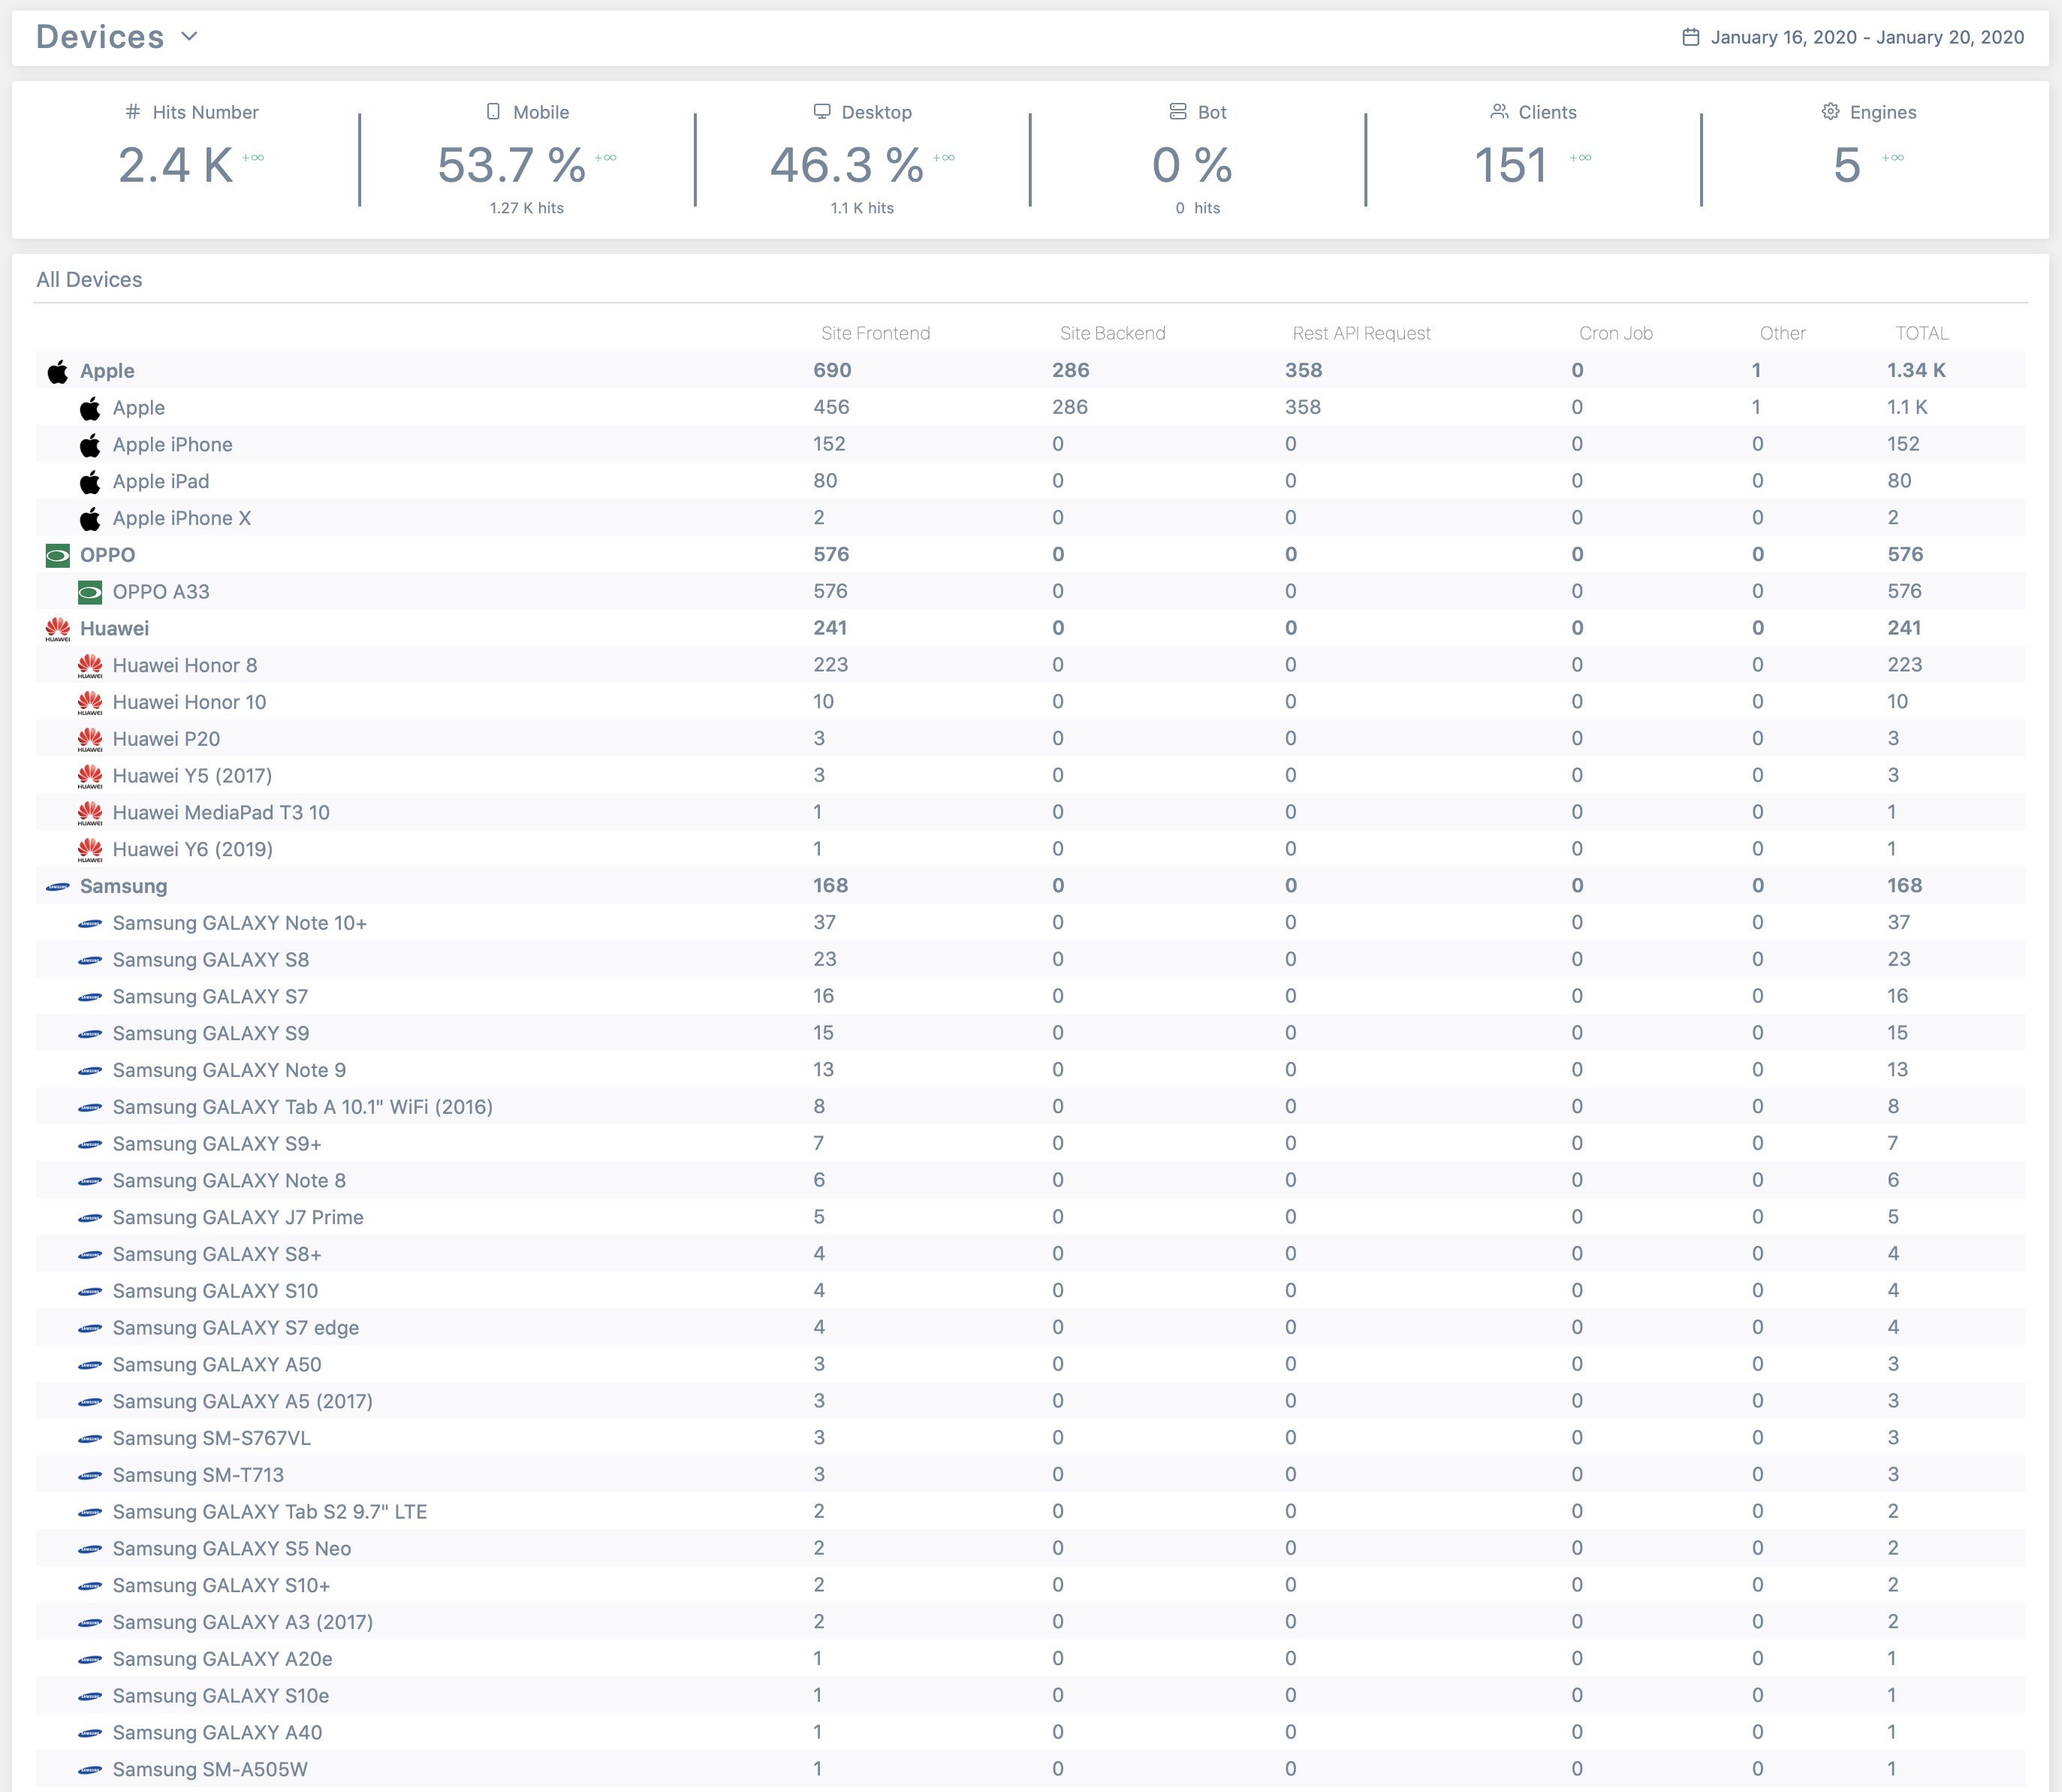 Devices January 16, 2020 - January 20, 2020
# Hits Number Mobile Desktop Bot Clients Engines
2.4 K +∞ 53.7 % +∞ 46.3 % +∞ 0 % 151 +∞ 5 +∞
1.27 K hits 1.1 K hits 0 hits
All Devices
Site Frontend Site Backend Rest API Request Cron Job Other TOTAL
Apple 690 286 358 0 1 1.34 K
Apple 456 286 358 0 1 1.1 K
Apple iPhone 152 0 0 0 0 152
Apple iPad 80 0 0 0 0 80
Apple iPhone X 2 0 0 0 0 2
OPPO 576 0 0 0 0 576
OPPO A33 576 0 0 0 0 576
HUAWEI Huawei 241 0 0 0 0 241
HUAWEI Huawei Honor 8 223 0 0 0 0 223
HUAWEI Huawei Honor 10 10 0 0 0 0 10
HUAWEI Huawei P20 3 0 0 0 0 3
HUAWEI Huawei Y5 (2017) 3 0 0 0 0 3
HUAWEI Huawei MediaPad T3 10 1 0 0 0 0 1
HUAWEI Huawei Y6 (2019) 1 0 0 0 0 1
Samsung 168 0 0 0 0 168
Samsung GALAXY Note 10+ 37 0 0 0 0 37
Samsung GALAXY S8 23 0 0 0 0 23
Samsung GALAXY S7 16 0 0 0 0 16
Samsung GALAXY S9 15 0 0 0 0 15
Samsung GALAXY Note 9 13 0 0 0 0 13
Samsung GALAXY Tab A 10.1" WiFi (2016) 8 0 0 0 0 8
Samsung GALAXY S9+ 7 0 0 0 0 7
Samsung GALAXY Note 8 6 0 0 0 0 6
Samsung GALAXY J7 Prime 5 0 0 0 0 5
Samsung GALAXY S8+ 4 0 0 0 0 4
Samsung GALAXY S10 4 0 0 0 0 4
Samsung GALAXY S7 edge 4 0 0 0 0 4
Samsung GALAXY A50 3 0 0 0 0 3
Samsung GALAXY A5 (2017) 3 0 0 0 0 3
Samsung SM-S767VL 3 0 0 0 0 3
Samsung SM-T713 3 0 0 0 0 3
Samsung GALAXY Tab S2 9.7" LTE 2 0 0 0 0 2
Samsung GALAXY S5 Neo 2 0 0 0 0 2
Samsung GALAXY S10+ 2 0 0 0 0 2
Samsung GALAXY A3 (2017) 2 0 0 0 0 2
Samsung GALAXY A20e 1 0 0 0 0 1
Samsung GALAXY S10e 1 0 0 0 0 1
Samsung GALAXY A40 1 0 0 0 0 1
Samsung SM-A505W 1 0 0 0 0 1